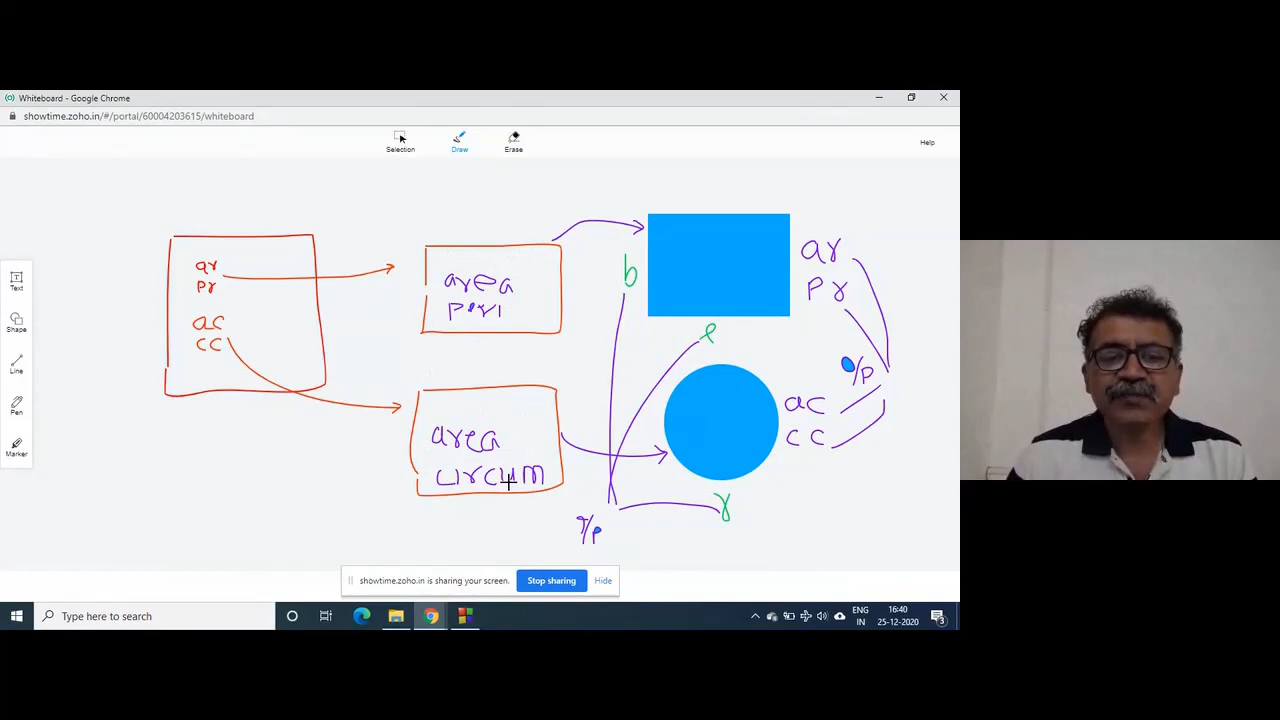 Whiteboard - Google Chrome
showtime.zoho.in/#/portal/60004203615/whiteboard
Selection
Draw
Erase
Help
Text
Shape
Line
Pen
Marker
ar
Pr
ac
cc
area
Peri
area
circum
b
l
ar
Pr
O/P
ac
cc
r
I/P
showtime.zoho.in is sharing your screen.
Stop sharing
Hide
Type here to search
ENG
IN
16:40
25-12-2020
3